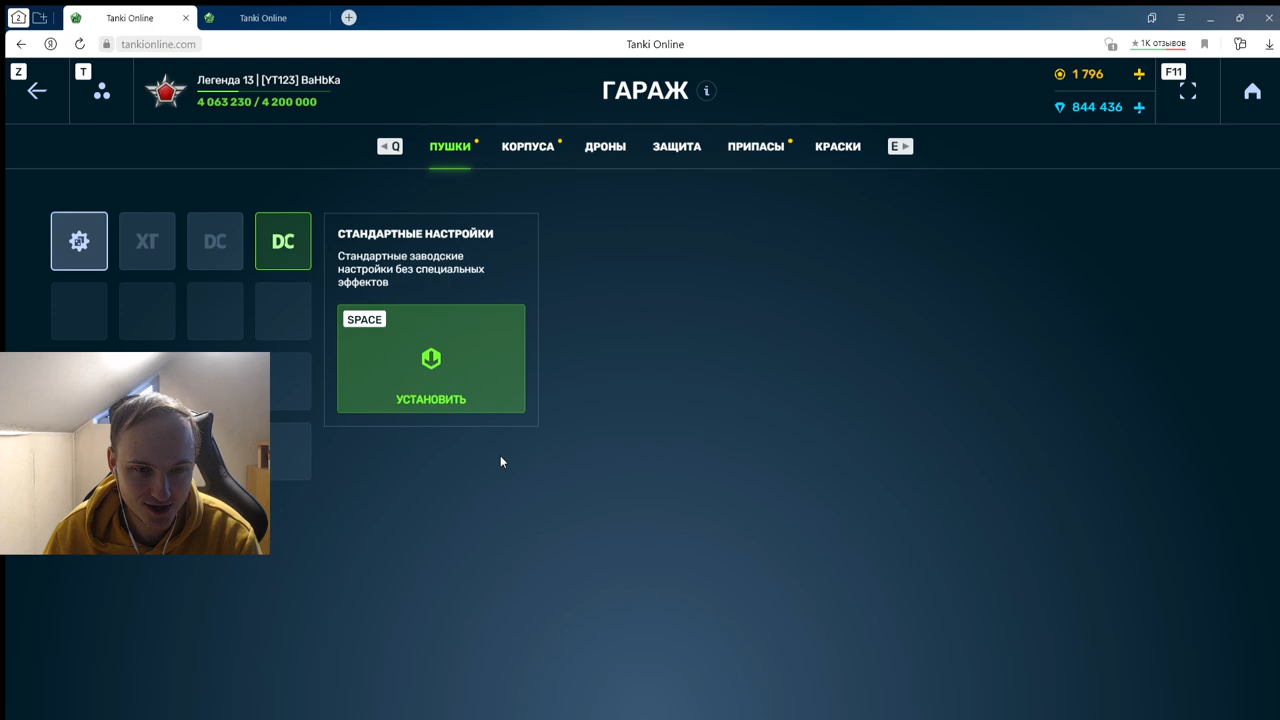 2
Tanki Online
Tanki Online
Я
tankionline.com
Tanki Online
1К отзывов
Z
T
Легенда 13 | [YT123] BaHbKa
4 063 230 / 4 200 000
ГАРАЖ
i
1 796
844 436
F11
Q
ПУШКИ
КОРПУСА
ДРОНЫ
ЗАЩИТА
ПРИПАСЫ
КРАСКИ
E
XT
DC
DC
СТАНДАРТНЫЕ НАСТРОЙКИ
Стандартные заводские
настройки без специальных
эффектов
SPACE
УСТАНОВИТЬ